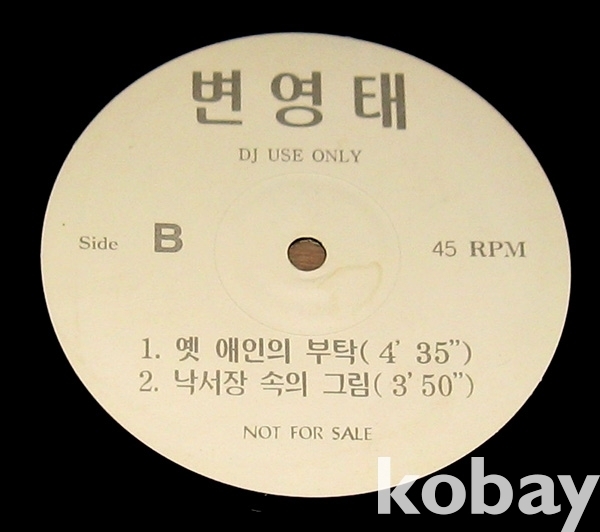 변영태
DJ USE ONLY
Side B 45 RPM
1. 옛 애인의 부탁( 4' 35")
2. 낙서장 속의 그림( 3' 50")
NOT FOR SALE
kobay